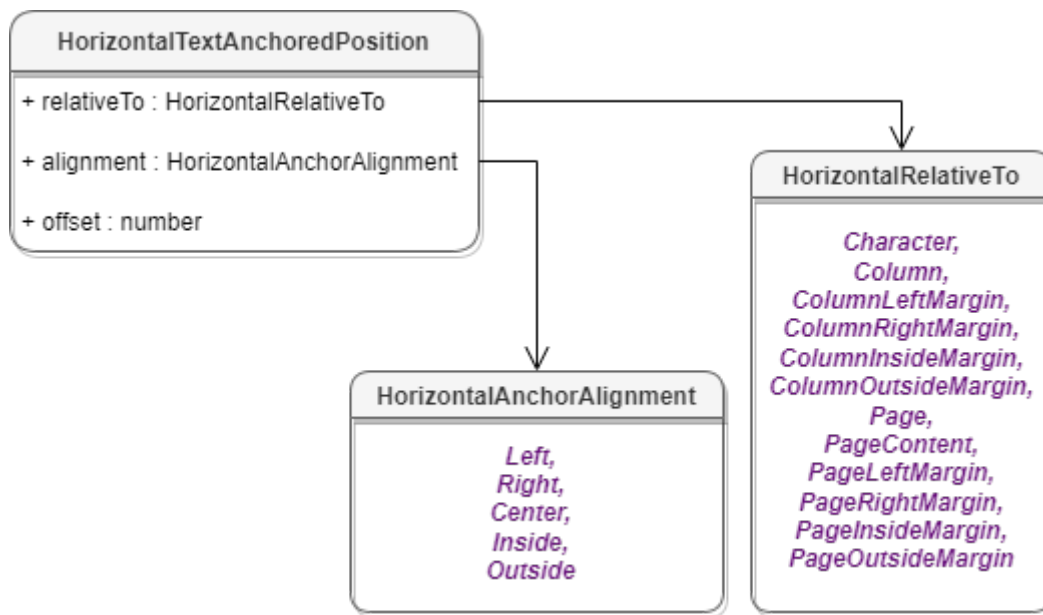 HorizontalTextAnchoredPosition
+ relativeTo : HorizontalRelativeTo
+ alignment : HorizontalAnchorAlignment
+ offset : number
HorizontalRelativeTo
Character,
Column,
ColumnLeftMargin,
ColumnRightMargin,
ColumnInsideMargin,
ColumnOutsideMargin,
Page,
PageContent,
PageLeftMargin,
PageRightMargin,
PageInsideMargin,
PageOutsideMargin
HorizontalAnchorAlignment
Left,
Right,
Center,
Inside,
Outside